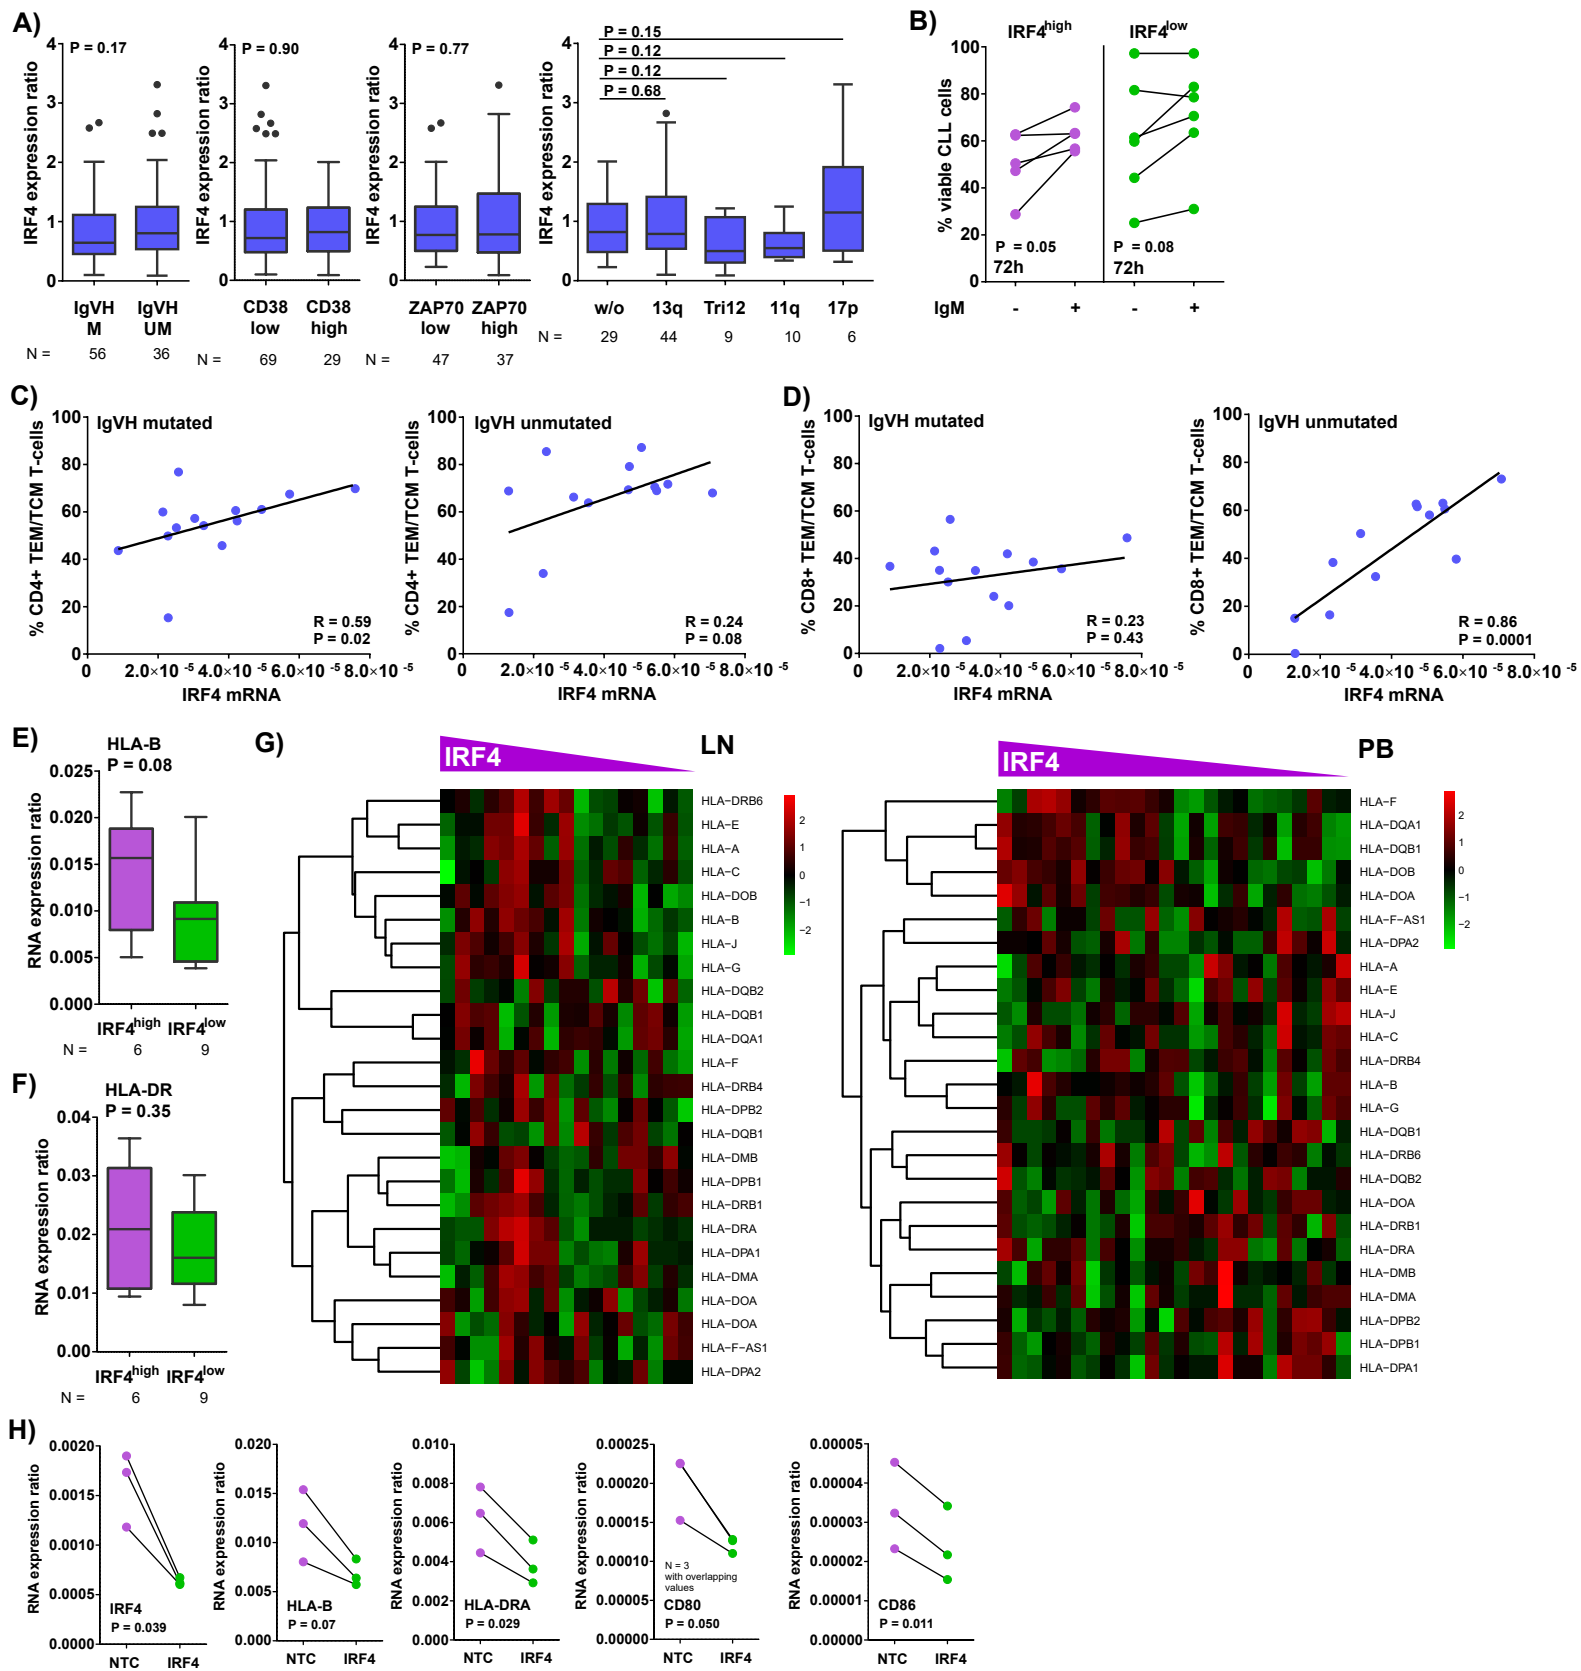 A)
IRF4 expression ratio
4
3
2
1
0
P = 0.17
IgVH M
IgVH UM
N = 56 36
IRF4 expression ratio
4
3
2
1
0
P = 0.90
CD38 low
CD38 high
N = 69 29
IRF4 expression ratio
4
3
2
1
0
P = 0.77
ZAP70 low
ZAP70 high
N = 47 37
IRF4 expression ratio
4
3
2
1
0
P = 0.15
P = 0.12
P = 0.12
P = 0.68
w/o 13q Tri12 11q 17p
N = 29 44 9 10 6
B)
IRF4high IRF4low
% viable CLL cells
100
80
60
40
20
0
P = 0.05
72h
P = 0.08
72h
IgM - + - +
C)
% CD4+ TEM/TCM T-cells
100
80
60
40
20
0
IgVH mutated
R = 0.59
P = 0.02
0 2.0×10-5 4.0×10-5 6.0×10-5 8.0×10-5
IRF4 mRNA
% CD4+ TEM/TCM T-cells
100
80
60
40
20
0
IgVH unmutated
R = 0.24
P = 0.08
0 2.0×10-5 4.0×10-5 6.0×10-5 8.0×10-5
IRF4 mRNA
D)
% CD8+ TEM/TCM T-cells
100
80
60
40
20
0
IgVH mutated
R = 0.23
P = 0.43
0 2.0×10-5 4.0×10-5 6.0×10-5 8.0×10-5
IRF4 mRNA
% CD8+ TEM/TCM T-cells
100
80
60
40
20
0
IgVH unmutated
R = 0.86
P = 0.0001
0 2.0×10-5 4.0×10-5 6.0×10-5 8.0×10-5
IRF4 mRNA
E)
HLA-B
P = 0.08
RNA expression ratio
0.025
0.020
0.015
0.010
0.005
0.000
IRF4high IRF4low
N = 6 9
F)
HLA-DR
P = 0.35
RNA expression ratio
0.04
0.03
0.02
0.01
0.00
IRF4high IRF4low
N = 6 9
G)
IRF4
LN
HLA−DRB6
HLA−E
HLA−A
HLA−C
HLA−DOB
HLA−B
HLA−J
HLA−G
HLA−DQB2
HLA−DQB1
HLA−DQA1
HLA−F
HLA−DRB4
HLA−DPB2
HLA−DQB1
HLA−DMB
HLA−DPB1
HLA−DRB1
HLA−DRA
HLA−DPA1
HLA−DMA
HLA−DOA
HLA−DOA
HLA−F−AS1
HLA−DPA2
2
1
0
−1
−2
IRF4
PB
HLA−F
HLA−DQA1
HLA−DQB1
HLA−DOB
HLA−DOA
HLA−F−AS1
HLA−DPA2
HLA−A
HLA−E
HLA−J
HLA−C
HLA−DRB4
HLA−B
HLA−G
HLA−DQB1
HLA−DRB6
HLA−DQB2
HLA−DOA
HLA−DRB1
HLA−DRA
HLA−DMB
HLA−DMA
HLA−DPB2
HLA−DPB1
HLA−DPA1
2
1
0
−1
−2
H)
RNA expression ratio
0.0020
0.0015
0.0010
0.0005
0.0000
IRF4
P = 0.039
NTC IRF4
RNA expression ratio
0.020
0.015
0.010
0.005
0.000
HLA-B
P = 0.07
NTC IRF4
RNA expression ratio
0.010
0.008
0.006
0.004
0.002
0.000
HLA-DRA
P = 0.029
NTC IRF4
RNA expression ratio
0.00025
0.00020
0.00015
0.00010
0.00005
0.00000
N = 3
with overlapping
values
CD80
P = 0.050
NTC IRF4
RNA expression ratio
0.00005
0.00004
0.00003
0.00002
0.00001
0.00000
CD86
P = 0.011
NTC IRF4